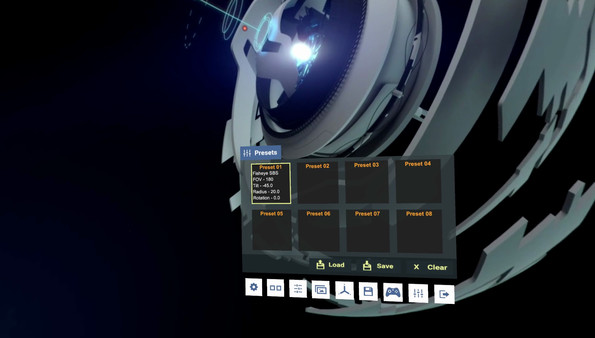 Presets
Preset 01
Fisheye SBS
FOV - 180
Tilt - -45.0
Radius - 20.0
Rotation - 0.0
Preset 02
Preset 03
Preset 04
Preset 05
Preset 06
Preset 07
Preset 08
Load
Save
X Clear